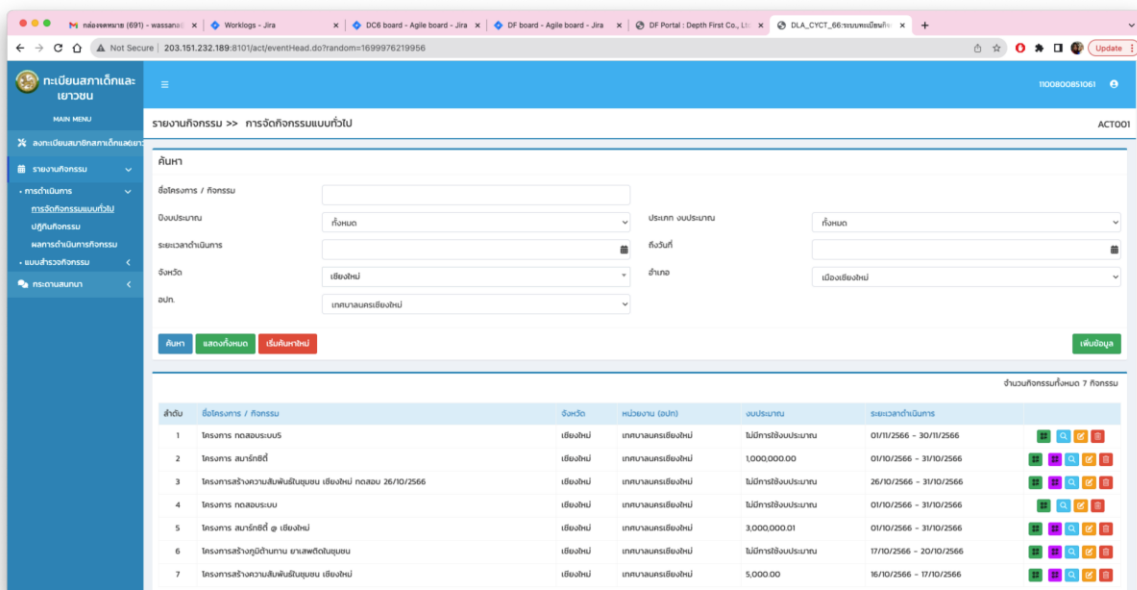 กล่องจดหมาย (691) - wassana
Worklogs - Jira
DC6 board - Agile board - Jira
DF board - Agile board - Jira
DF Portal : Depth First Co., Lt
DLA_CYCT_66:ระบบทะเบียน
Not Secure | 203.151.232.189:8101/act/eventHead.do?random=1699976219956
Update
ทะเบียนสภาเด็กและ
เยาวชน
1100800851061
MAIN MENU
รายงานกิจกรรม >> การจัดกิจกรรมแบบทั่วไป
ACT001
ลงทะเบียนสมาชิกสภาเด็กและเยาว
รายงานกิจกรรม
• การดำเนินการ
การจัดกิจกรรมแบบทั่วไป
ปฏิทินกิจกรรม
ผลการดำเนินการกิจกรรม
• แบบสำรวจกิจกรรม
กระดานสนทนา
ค้นหา
ชื่อโครงการ / กิจกรรม
ปีงบประมาณ ทั้งหมด ประเภท งบประมาณ ทั้งหมด
ระยะเวลาดำเนินการ ถึงวันที่
จังหวัด เชียงใหม่ อำเภอ เมืองเชียงใหม่
อปท. เทศบาลนครเชียงใหม่
ค้นหา แสดงทั้งหมด เริ่มค้นหาใหม่ เพิ่มข้อมูล
จำนวนกิจกรรมทั้งหมด 7 กิจกรรม
ลำดับ ชื่อโครงการ / กิจกรรม จังหวัด หน่วยงาน (อปท) งบประมาณ ระยะเวลาดำเนินการ
1 โครงการ ทดสอบระบบ5 เชียงใหม่ เทศบาลนครเชียงใหม่ ไม่มีการใช้งบประมาณ 01/11/2566 - 30/11/2566
2 โครงการ สมาร์ทซิตี้ เชียงใหม่ เทศบาลนครเชียงใหม่ 1,000,000.00 01/10/2566 - 31/10/2566
3 โครงการสร้างความสัมพันธ์ในชุมชน เชียงใหม่ ทดสอบ 26/10/2566 เชียงใหม่ เทศบาลนครเชียงใหม่ ไม่มีการใช้งบประมาณ 26/10/2566 - 31/10/2566
4 โครงการ ทดสอบระบบ เชียงใหม่ เทศบาลนครเชียงใหม่ ไม่มีการใช้งบประมาณ 01/10/2566 - 31/10/2566
5 โครงการ สมาร์ทซิตี้ @ เชียงใหม่ เชียงใหม่ เทศบาลนครเชียงใหม่ 3,000,000.01 01/10/2566 - 31/10/2566
6 โครงการสร้างภูมิต้านทาน ยาเสพติดในชุมชน เชียงใหม่ เทศบาลนครเชียงใหม่ ไม่มีการใช้งบประมาณ 17/10/2566 - 20/10/2566
7 โครงการสร้างความสัมพันธ์ในชุมชน เชียงใหม่ เชียงใหม่ เทศบาลนครเชียงใหม่ 5,000.00 16/10/2566 - 17/10/2566